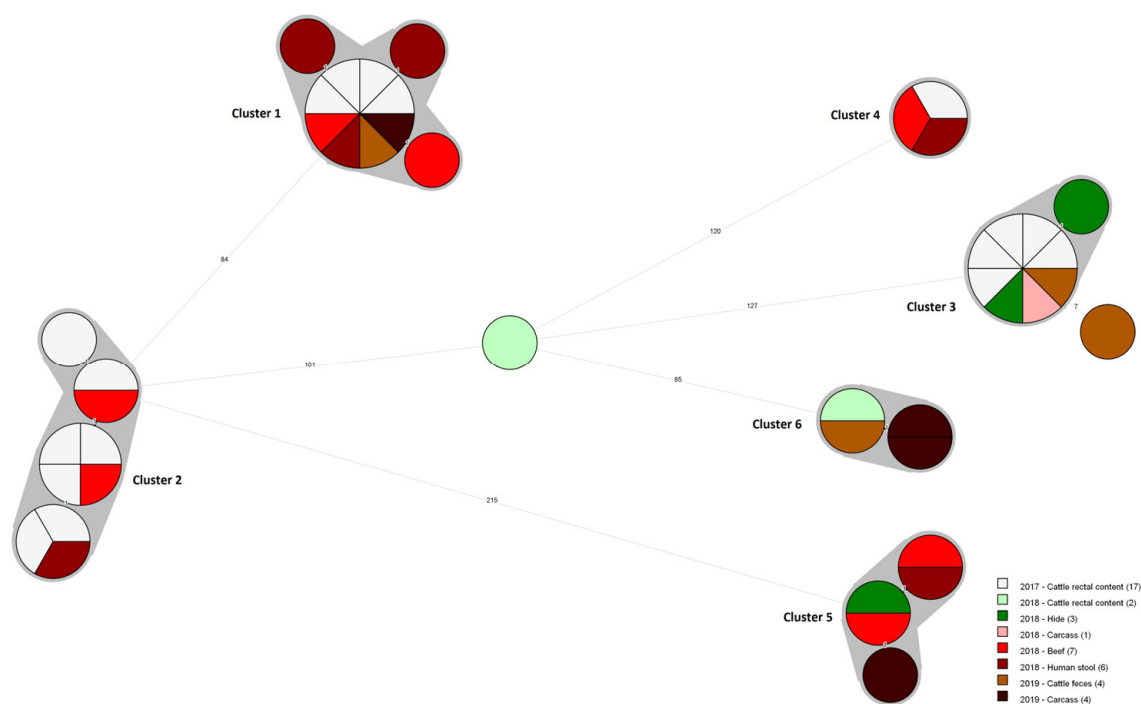 Cluster 1
Cluster 4
84
120
127
Cluster 3
7
101
85
Cluster 6
Cluster 2
215
Cluster 5
2017 - Cattle rectal content (17)
2018 - Cattle rectal content (2)
2018 - Hide (3)
2018 - Carcass (1)
2018 - Beef (7)
2018 - Human stool (6)
2019 - Cattle feces (4)
2019 - Carcass (4)